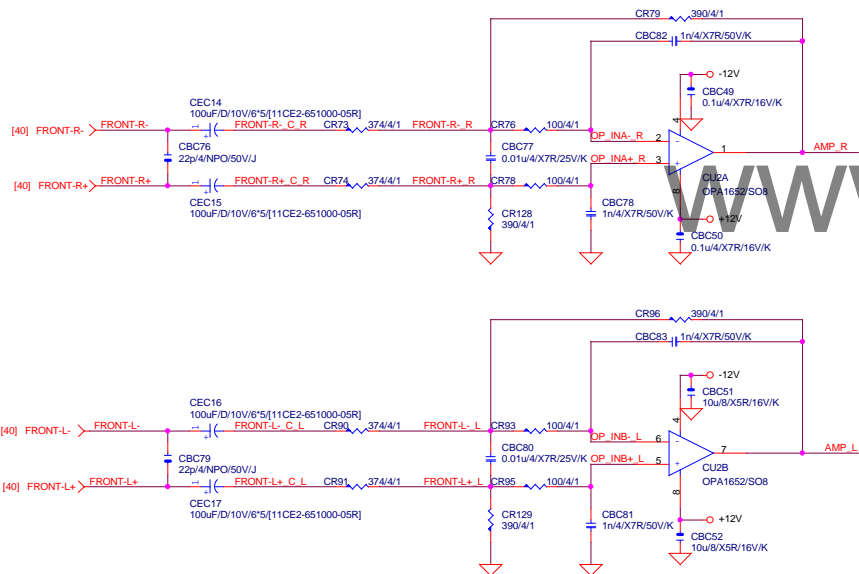 CR79 390/4/1
CBC82 1n/4/X7R/50V/K
-12V
CEC14
100uF/D/10V/6*5/[11CE2-651000-05R]
CBC49
0.1u/4/X7R/16V/K
4
[40] FRONT-R- FRONT-R- 1 + FRONT-R-_C_R CR73 374/4/1 FRONT-R-_R CR76 100/4/1
OP_INA-_R 2 -
CBC76
22p/4/NPO/50V/J
CBC77
0.01u/4/X7R/25V/K
1 AMP_R
OP_INA+_R 3 +
[40] FRONT-R+ FRONT-R+ 1 + FRONT-R+_C_R CR74 374/4/1 FRONT-R+_R CR78 100/4/1
CU2A
OPA1652/SO8
8
CEC15
100uF/D/10V/6*5/[11CE2-651000-05R]
CR128
390/4/1
CBC78
1n/4/X7R/50V/K
+12V
CBC50
0.1u/4/X7R/16V/K
WWW
CR96 390/4/1
CBC83 1n/4/X7R/50V/K
-12V
CEC16
100uF/D/10V/6*5/[11CE2-651000-05R]
CBC51
10u/8/X5R/16V/K
4
[40] FRONT-L- FRONT-L- 1 + FRONT-L-_C_L CR90 374/4/1 FRONT-L-_L CR93 100/4/1
OP_INB-_L 6 -
CBC79
22p/4/NPO/50V/J
CBC80
0.01u/4/X7R/25V/K
7 AMP_L
OP_INB+_L 5 +
[40] FRONT-L+ FRONT-L+ 1 + FRONT-L+_C_L CR91 374/4/1 FRONT-L+_L CR95 100/4/1
CU2B
OPA1652/SO8
8
CEC17
100uF/D/10V/6*5/[11CE2-651000-05R]
CR129
390/4/1
CBC81
1n/4/X7R/50V/K
+12V
CBC52
10u/8/X5R/16V/K